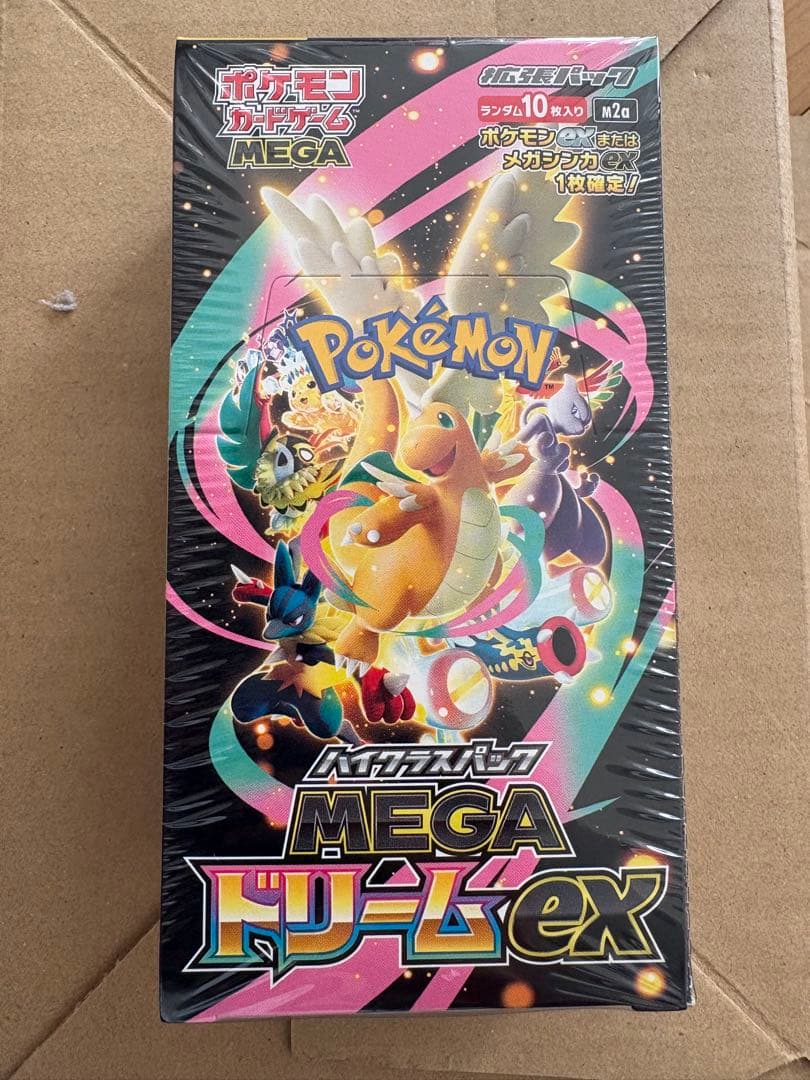 ポケモン
カードゲーム
MEGA
拡張パック
ランダム10枚入り
M2a
ポケモンexまたは
メガシンカex
1枚確定!
POKéMON
TM
ハイクラスパック
MEGA
ドリームex